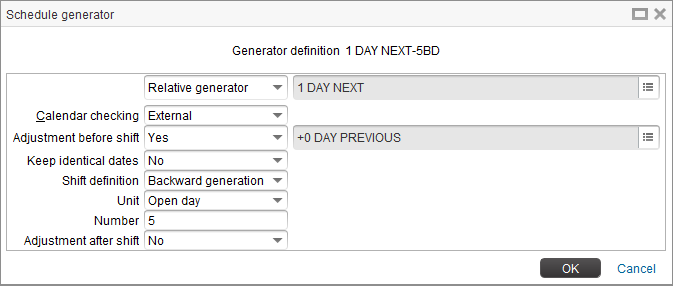 Schedule generator
Generator definition 1 DAY NEXT-5BD
Relative generator 1 DAY NEXT
Calendar checking External
Adjustment before shift Yes +0 DAY PREVIOUS
Keep identical dates No
Shift definition Backward generation
Unit Open day
Number 5
Adjustment after shift No
OK Cancel